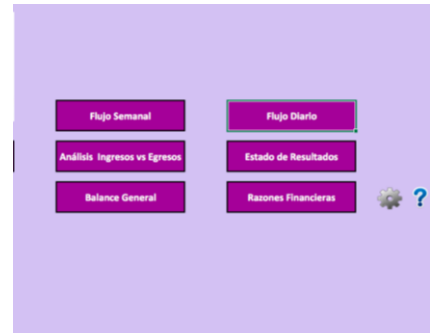 Flujo Semanal
Flujo Diario
Análisis Ingresos vs Egresos
Estado de Resultados
Balance General
Razones Financieras
?